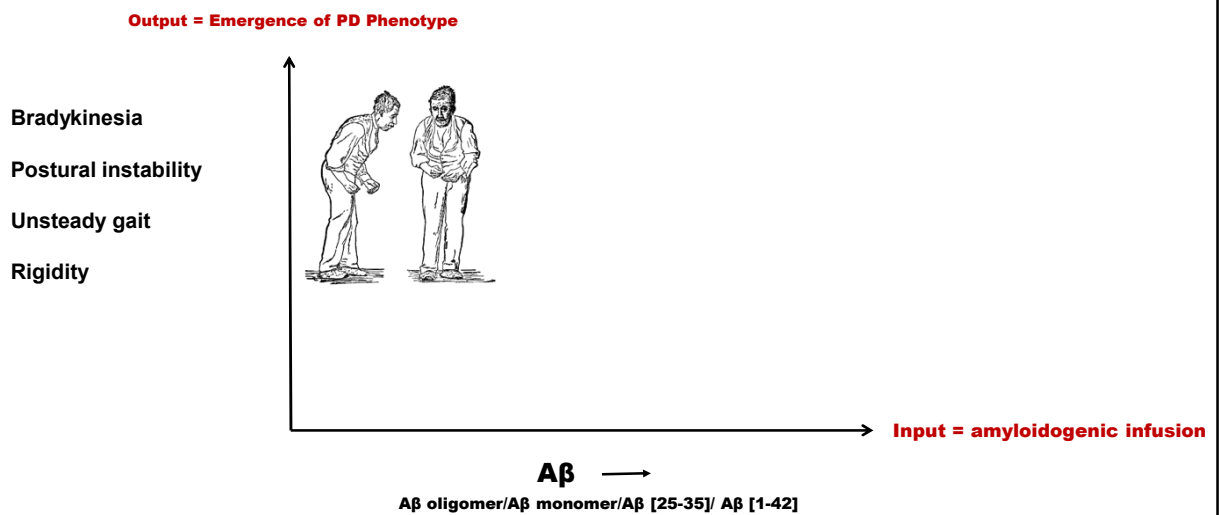 Output = Emergence of PD Phenotype
Bradykinesia
Postural instability
Unsteady gait
Rigidity
Input = amyloidogenic infusion
Aβ
Aβ oligomer/Aβ monomer/Aβ [25-35]/ Aβ [1-42]